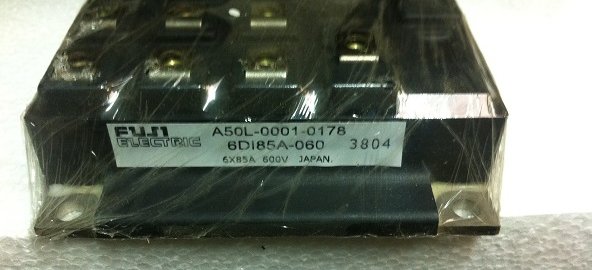 FUJI A50L-0001-0178
ELECTRIC 6DI85A-060 3804
6X85A 600V JAPAN.